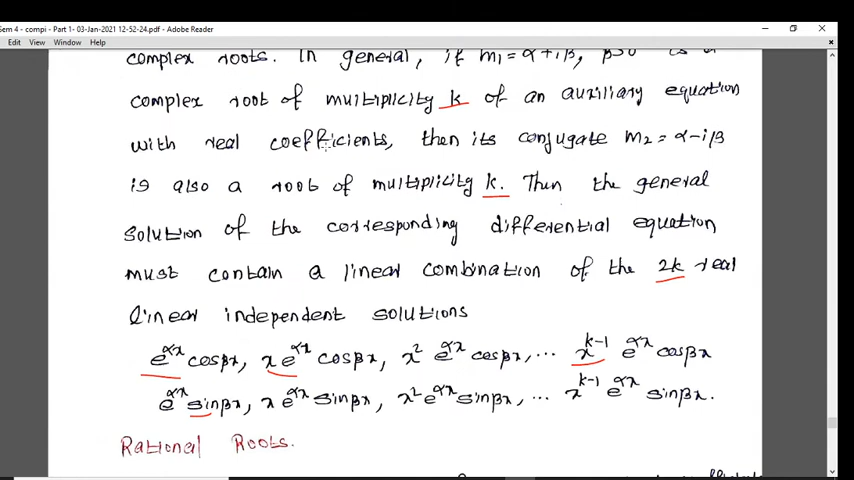 Sem 4 - compi - Part 1- 03-Jan-2021 12-52-24.pdf - Adobe Reader
Edit View Window Help
complex roots. In general, if m₁ = α+iβ, β>0 is a
complex root of multiplicity k of an auxiliary equation
with real coefficients, then its conjugate m₂ = α-iβ
is also a root of multiplicity k. Then the general
solution of the corresponding differential equation
must contain a linear combination of the 2k real
linear independent solutions
e^αx cosβx, xe^αx cosβx, x² e^αx cosβx, ... x^k-1 e^αx cosβx
e^αx sinβx, x e^αx sinβx, x² e^αx sinβx, ... x^k-1 e^αx sinβx.
Rational Roots.